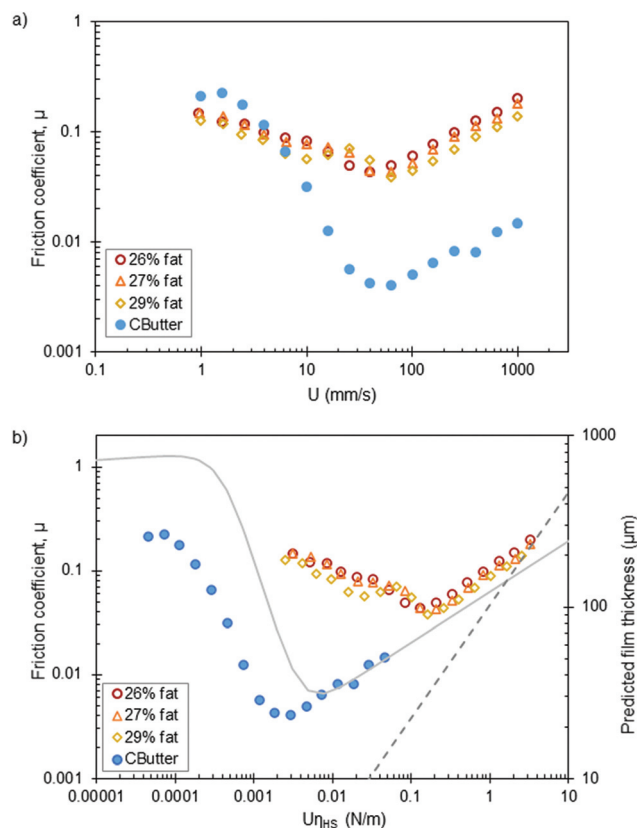 a)
1
0.1
0.01
0.001
Friction coefficient, μ
26% fat
27% fat
29% fat
CButter
0.1
1
10
100
1000
U (mm/s)
b)
1
0.1
0.01
0.001
Friction coefficient, μ
26% fat
27% fat
29% fat
CButter
1000
100
10
Predicted film thickness (μm)
0.00001
0.0001
0.001
0.01
0.1
1
10
UηHS (N/m)